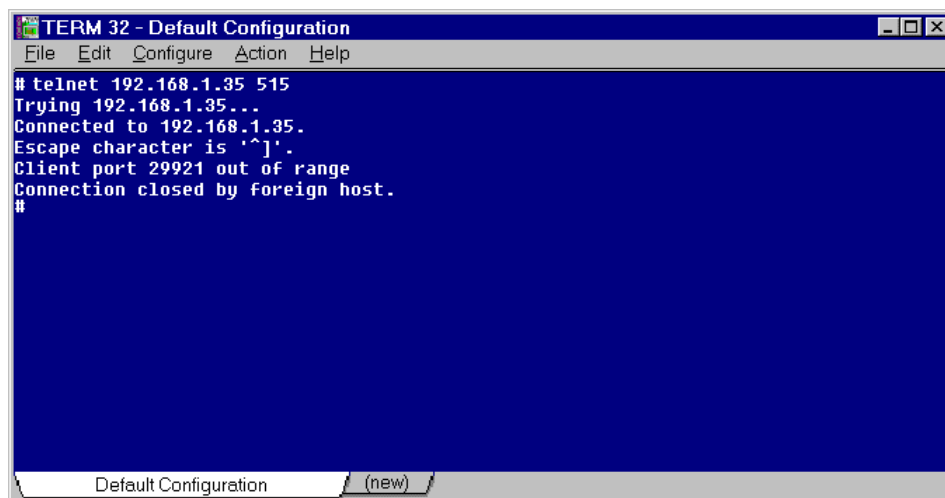 TERM 32 - Default Configuration
File Edit Configure Action Help
# telnet 192.168.1.35 515
Trying 192.168.1.35...
Connected to 192.168.1.35.
Escape character is '^]'.
Client port 29921 out of range
Connection closed by foreign host.
#
Default Configuration (new)